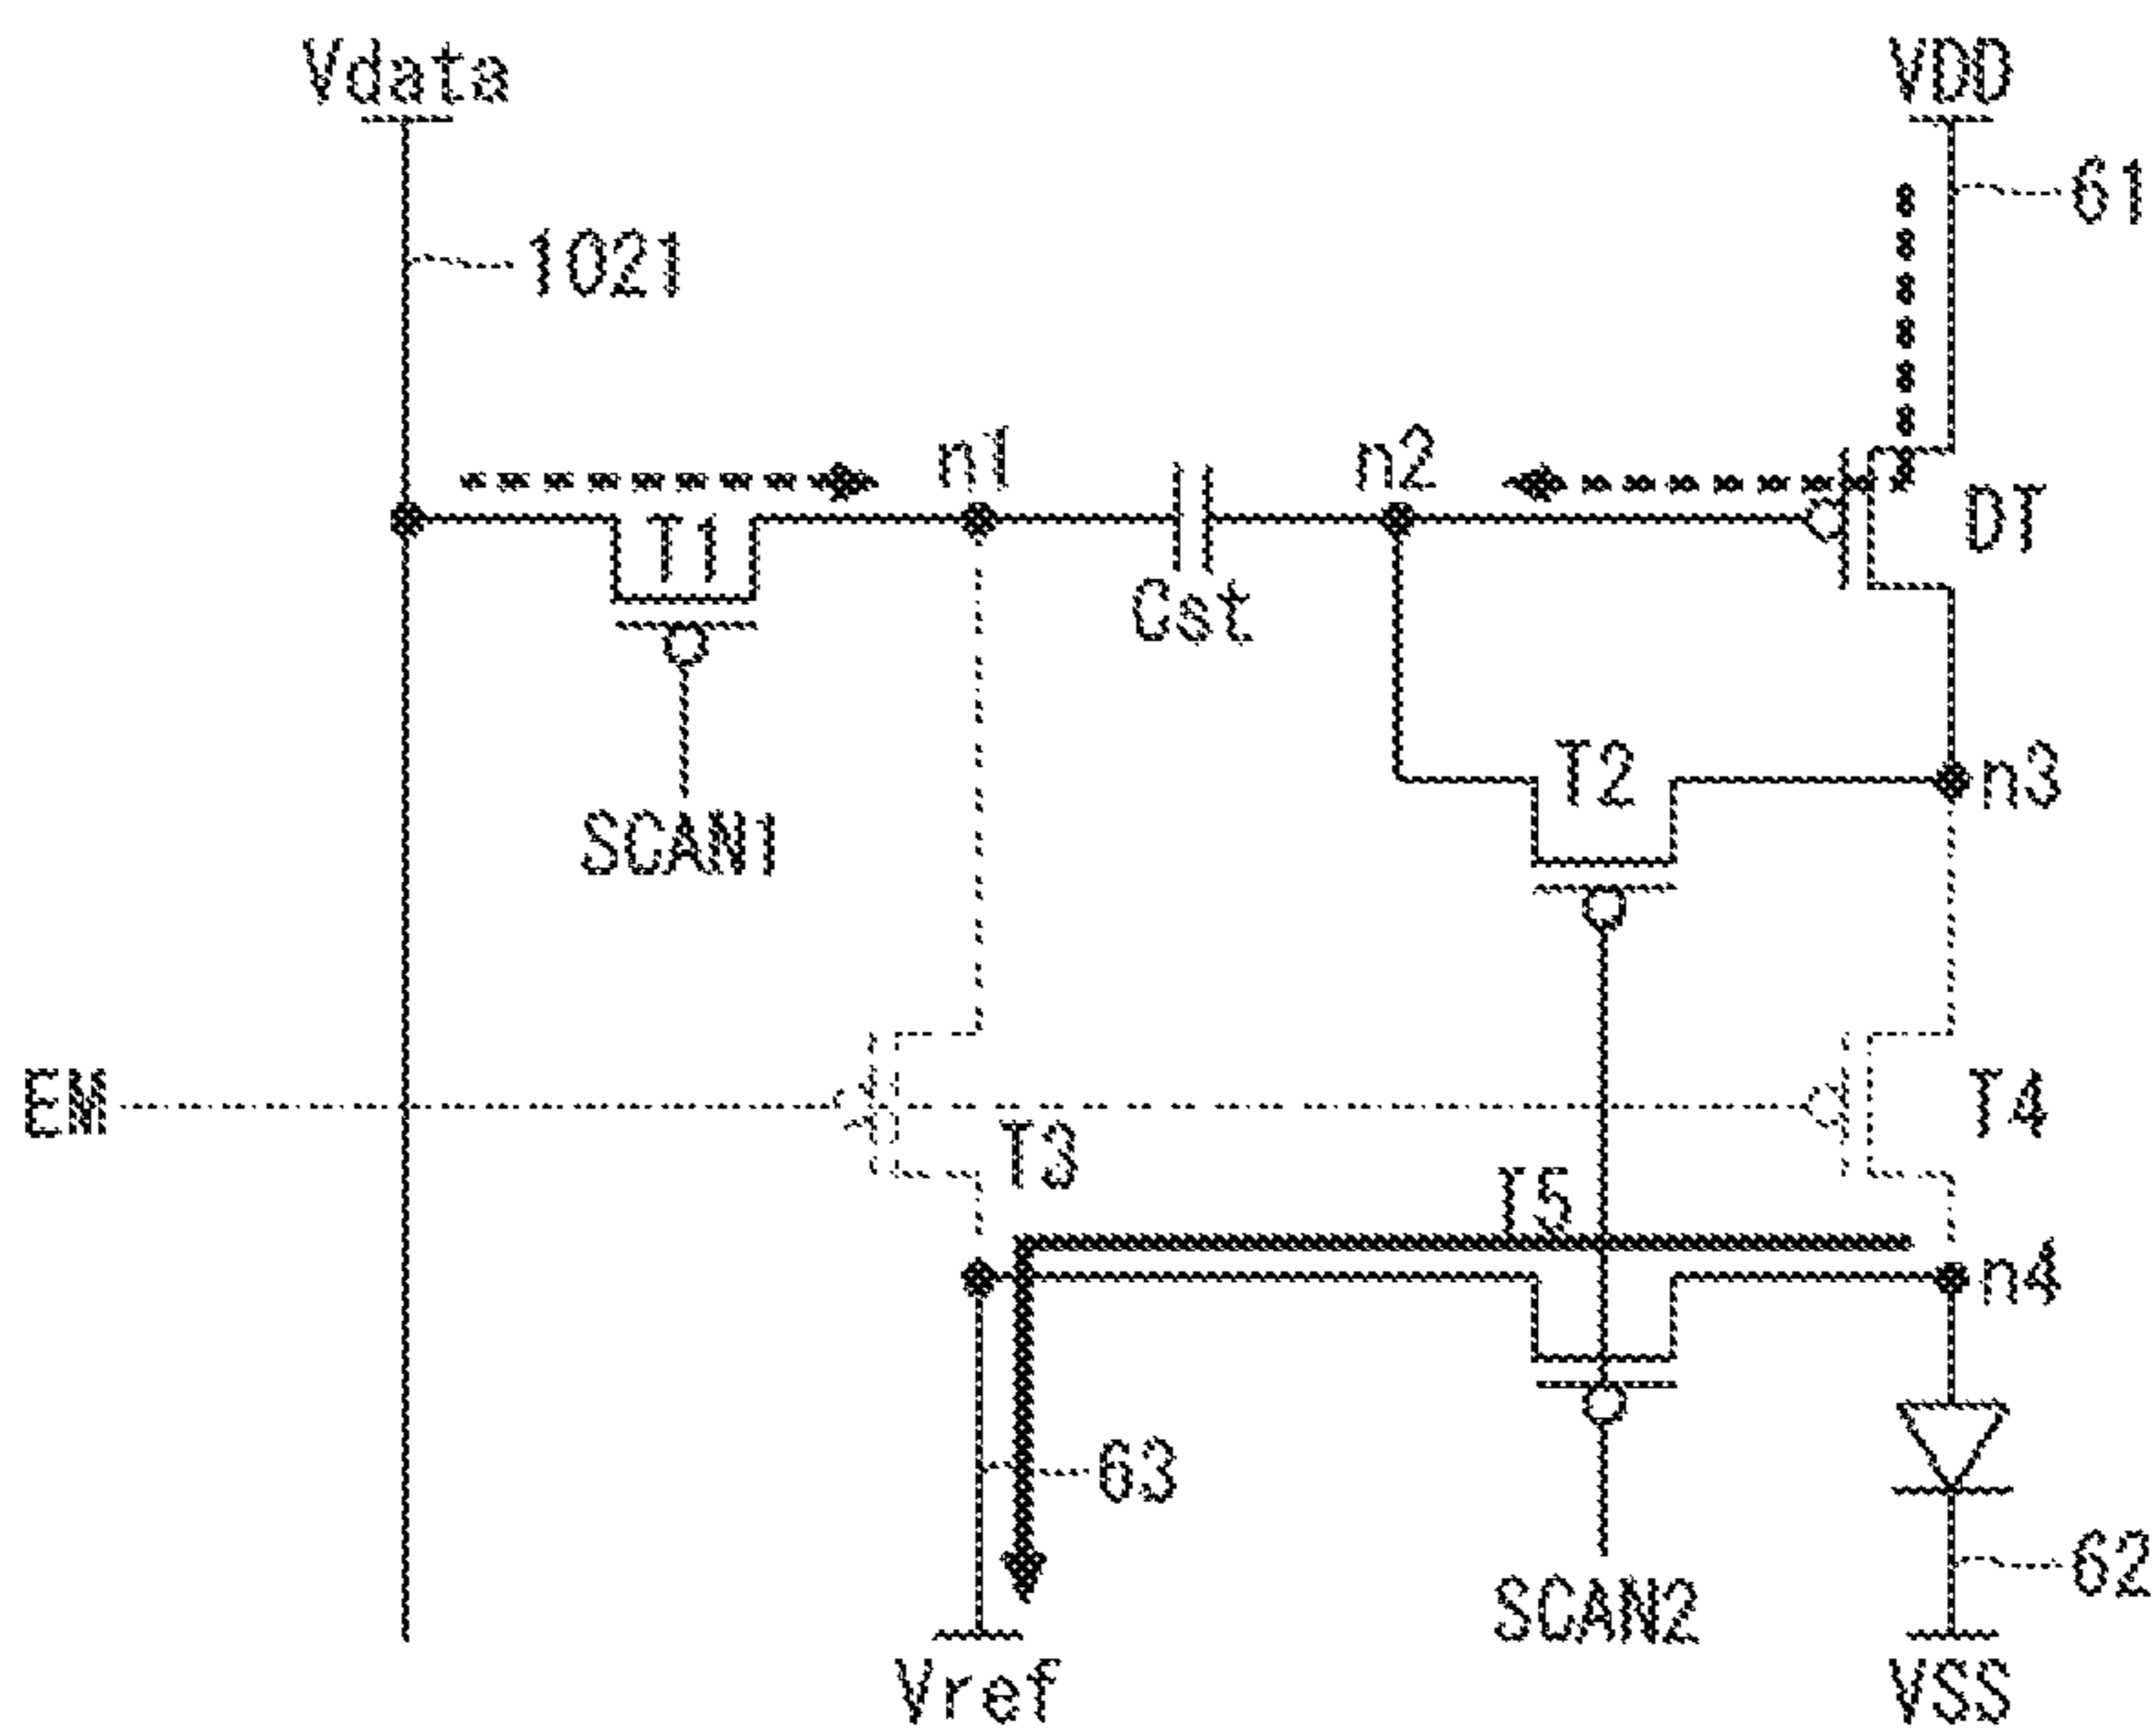 Vdata
VDD
61
1021
n1
n2
DT
T1
Cst
T2
n3
SCAN1
EM
T3
T4
T5
n4
63
62
SCAN2
Vref
VSS